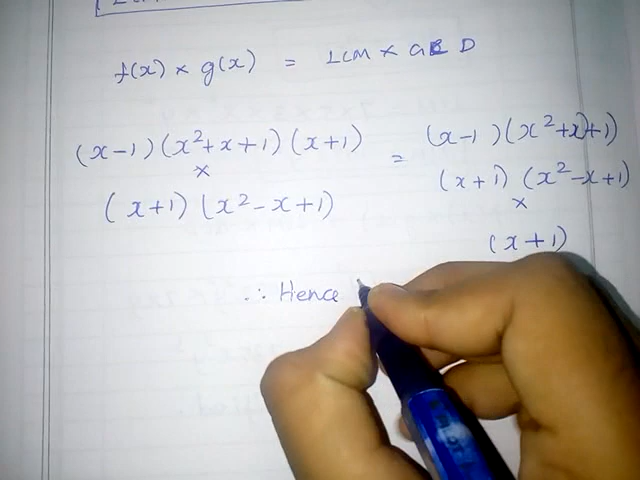 f(x) × g(x) = LCM × GCD
(x-1)(x²+x+1)(x+1) = (x-1)(x²+x+1)
× (x+1)(x²-x+1)
(x+1)(x²-x+1) ×
(x+1)
∴ Hence